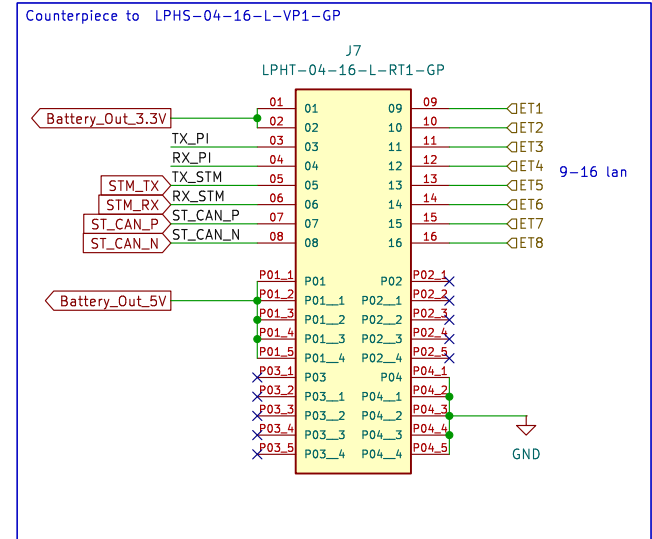 Counterpiece to LPHS-04-16-L-VP1-GP
J7
LPHT-04-16-L-RT1-GP
01 01 09 09 ET1
Battery_Out_3.3V
02 02 10 10 ET2
TX_PI 03 03 11 11 ET3
RX_PI 04 04 12 12 ET4
9-16 lan
STM_TX TX_STM 05 05 13 13 ET5
STM_RX RX_STM 06 06 14 14 ET6
ST_CAN_P ST_CAN_P 07 07 15 15 ET7
ST_CAN_N ST_CAN_N 08 08 16 16 ET8
P01_1 P01 P02 P02_1
Battery_Out_5V P01_2 P01__1 P02__1 P02_2
P01_3 P01__2 P02__2 P02_3
P01_4 P01__3 P02__3 P02_4
P01_5 P01__4 P02__4 P02_5
P03_1 P03 P04 P04_1
P03_2 P03__1 P04__1 P04_2
P03_3 P03__2 P04__2 P04_3
P03_4 P03__3 P04__3 P04_4
P03_5 P03__4 P04__4 P04_5
GND